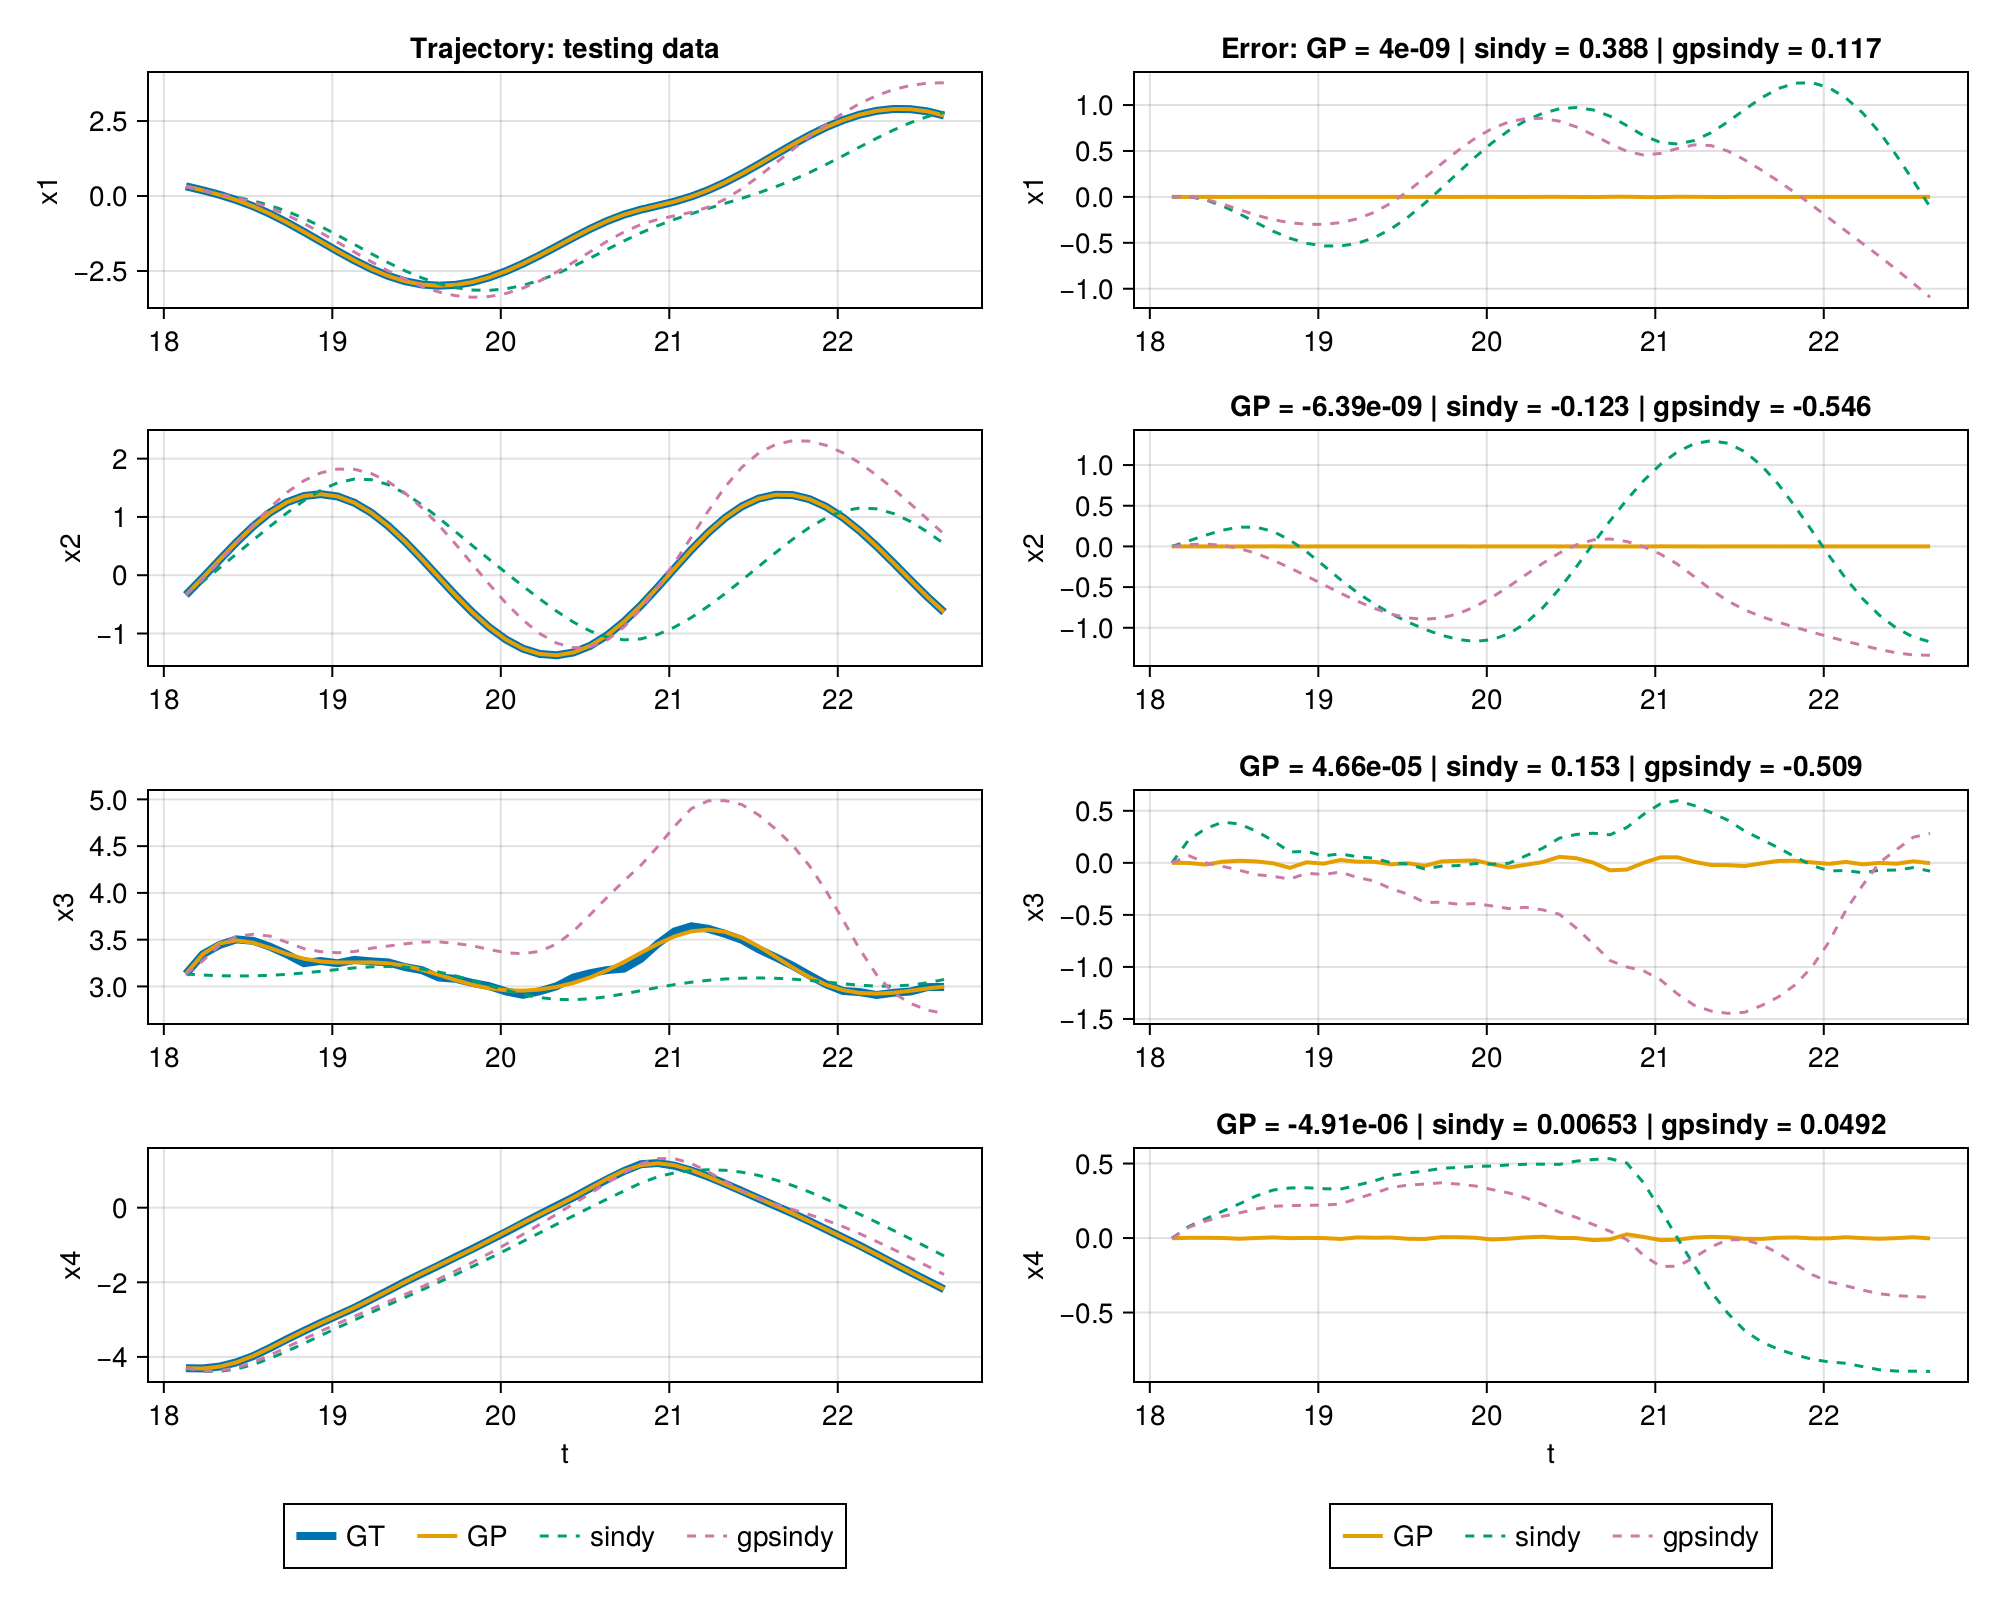 Trajectory: testing data
x1
2.5
0.0
−2.5
18 19 20 21 22
Error: GP = 4e-09 | sindy = 0.388 | gpsindy = 0.117
x1
1.0
0.5
0.0
−0.5
−1.0
18 19 20 21 22
x2
2
1
0
−1
18 19 20 21 22
GP = -6.39e-09 | sindy = -0.123 | gpsindy = -0.546
x2
1.0
0.5
0.0
−0.5
−1.0
18 19 20 21 22
x3
5.0
4.5
4.0
3.5
3.0
18 19 20 21 22
GP = 4.66e-05 | sindy = 0.153 | gpsindy = -0.509
x3
0.5
0.0
−0.5
−1.0
−1.5
18 19 20 21 22
x4
0
−2
−4
18 19 20 21 22
t
GP = -4.91e-06 | sindy = 0.00653 | gpsindy = 0.0492
x4
0.5
0.0
−0.5
18 19 20 21 22
t
GT GP sindy gpsindy
GP sindy gpsindy